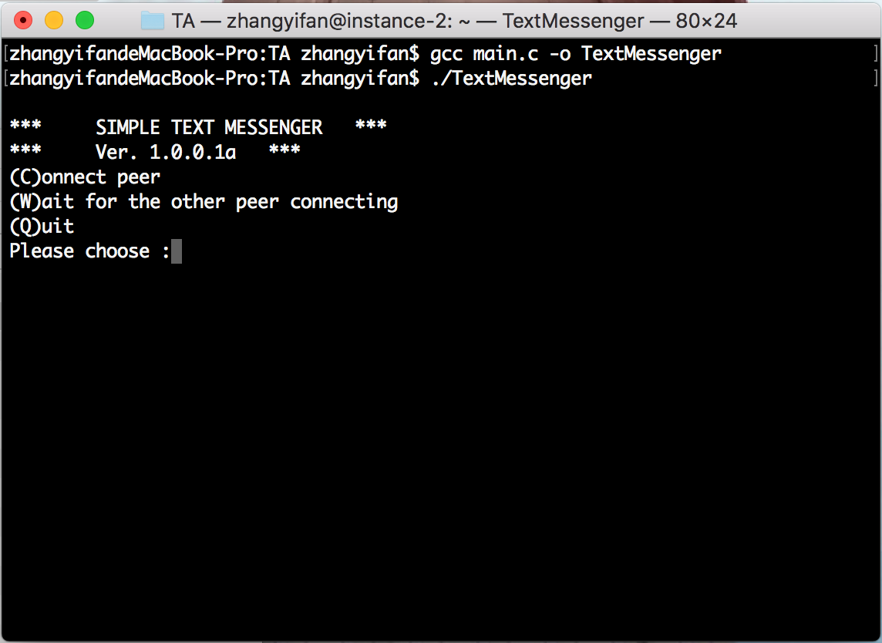 TA — zhangyifan@instance-2: ~ — TextMessenger — 80×24
[zhangyifandeMacBook-Pro:TA zhangyifan$ gcc main.c -o TextMessenger ]
[zhangyifandeMacBook-Pro:TA zhangyifan$ ./TextMessenger ]
***     SIMPLE TEXT MESSENGER   ***
***     Ver. 1.0.0.1a   ***
(C)onnect peer
(W)ait for the other peer connecting
(Q)uit
Please choose :